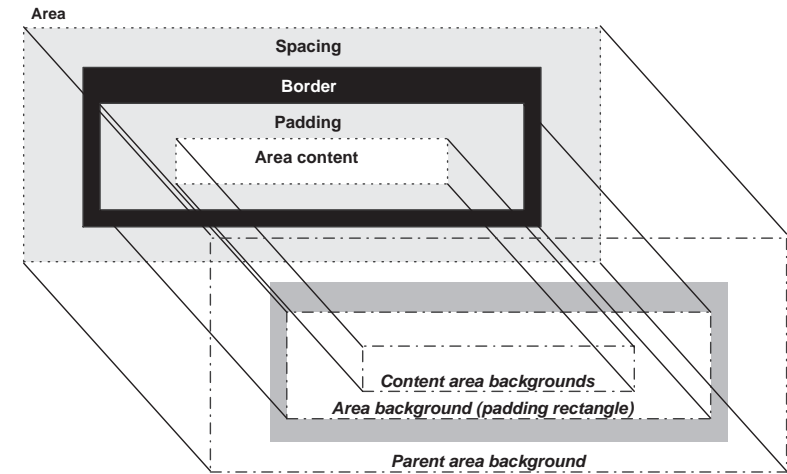 Area
Spacing
Border
Padding
Area content
Content area backgrounds
Area background (padding rectangle)
Parent area background